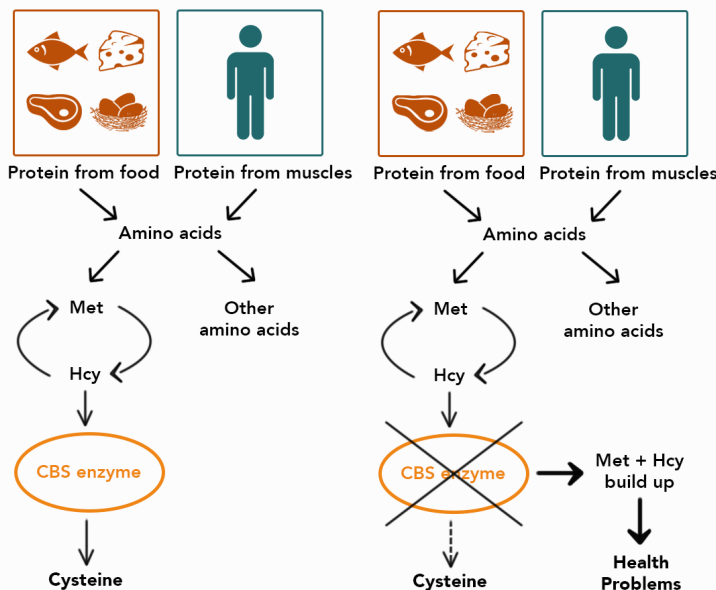 Protein from food
Protein from muscles
Amino acids
Met
Other
amino acids
Hcy
CBS enzyme
Cysteine
Protein from food
Protein from muscles
Amino acids
Met
Other
amino acids
Hcy
CBS enzyme
Met + Hcy
build up
Cysteine
Health
Problems